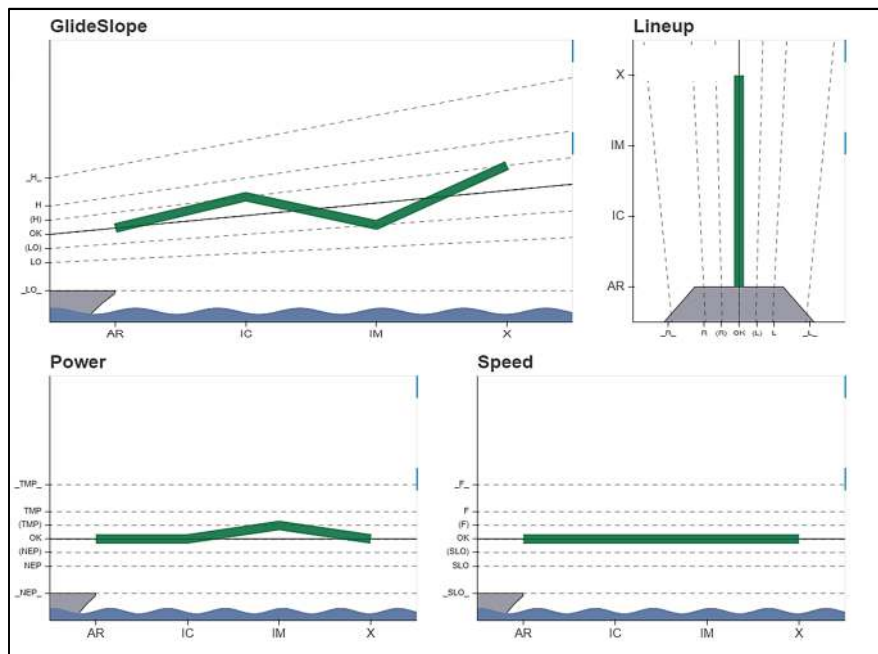 GlideSlope
_H_
H
(H)
OK
(LO)
LO
_LO_
AR IC IM X
Lineup
X
IM
IC
AR
_R_ R (R) OK (L) L _L_
Power
_TMP_
TMP
(TMP)
OK
(NEP)
NEP
_NEP_
AR IC IM X
Speed
_F_
F
(F)
OK
(SLO)
SLO
_SLO_
AR IC IM X